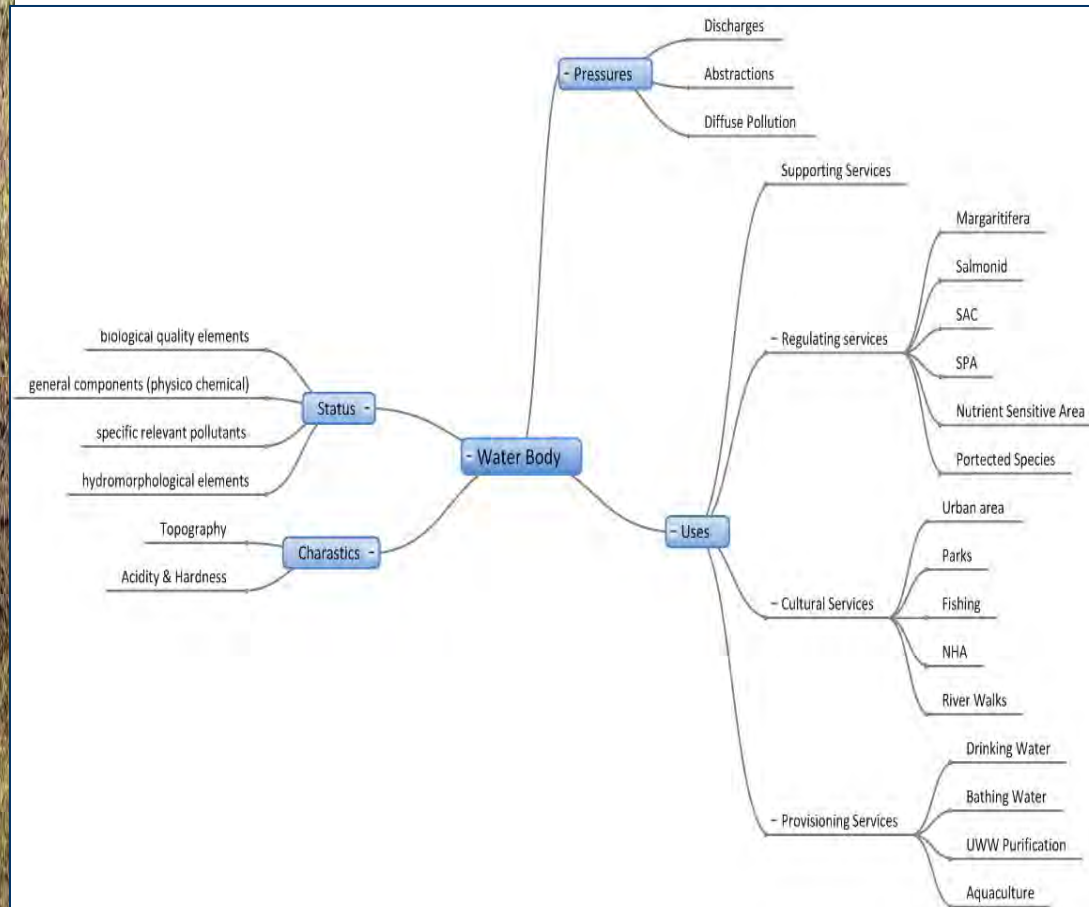 Discharges
- Pressures
Abstractions
Diffuse Pollution
Supporting Services
Margaritifera
Salmonid
SAC
- Regulating services
SPA
Nutrient Sensitive Area
Portected Species
biological quality elements
general components (physico chemical)
Status -
specific relevant pollutants
hydromorphological elements
- Water Body
Topography
Charastics -
Acidity & Hardness
- Uses
Urban area
Parks
- Cultural Services
Fishing
NHA
River Walks
Drinking Water
Bathing Water
- Provisioning Services
UWW Purification
Aquaculture